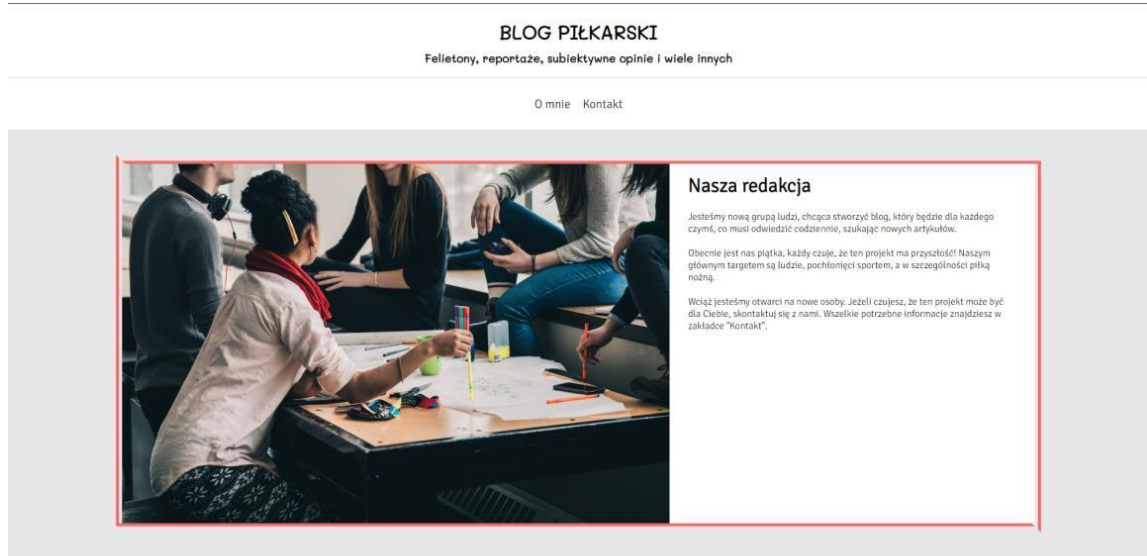 BLOG PIŁKARSKI
Felietony, reportaże, subiektywne opinie i wiele innych
O mnie Kontakt
Nasza redakcja
Jesteśmy nową grupą ludzi, chcąca stworzyć blog, który będzie dla każdego
czymś, co musi odwiedzić codziennie, szukając nowych artykułów.
Obecnie jest nas piątka, każdy czuje, że ten projekt ma przyszłość! Naszym
głównym targetem są ludzie, pochłonięci sportem, a w szczególności piłką
nożną.
Wciąż jesteśmy otwarci na nowe osoby. Jeżeli czujesz, że ten projekt może być
dla Ciebie, skontaktuj się z nami. Wszelkie potrzebne informacje znajdziesz w
zakładce "Kontakt".